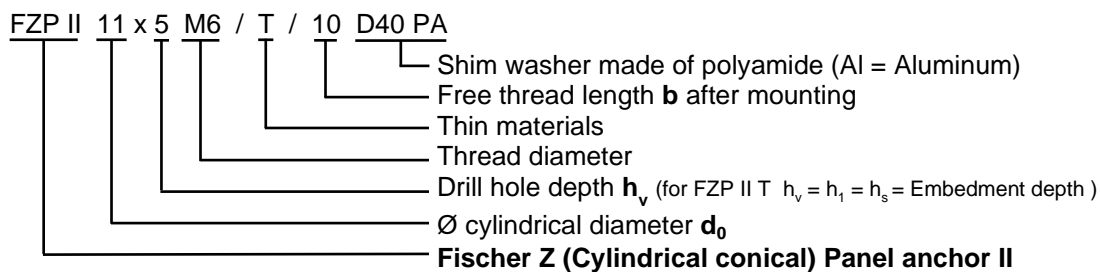 FZP II 11 x 5 M6 / T / 10 D40 PA
Shim washer made of polyamide (Al = Aluminum)
Free thread length b after mounting
Thin materials
Thread diameter
Drill hole depth hᵥ (for FZP II T hᵥ = h₁ = hₛ = Embedment depth )
Ø cylindrical diameter d₀
Fischer Z (Cylindrical conical) Panel anchor II